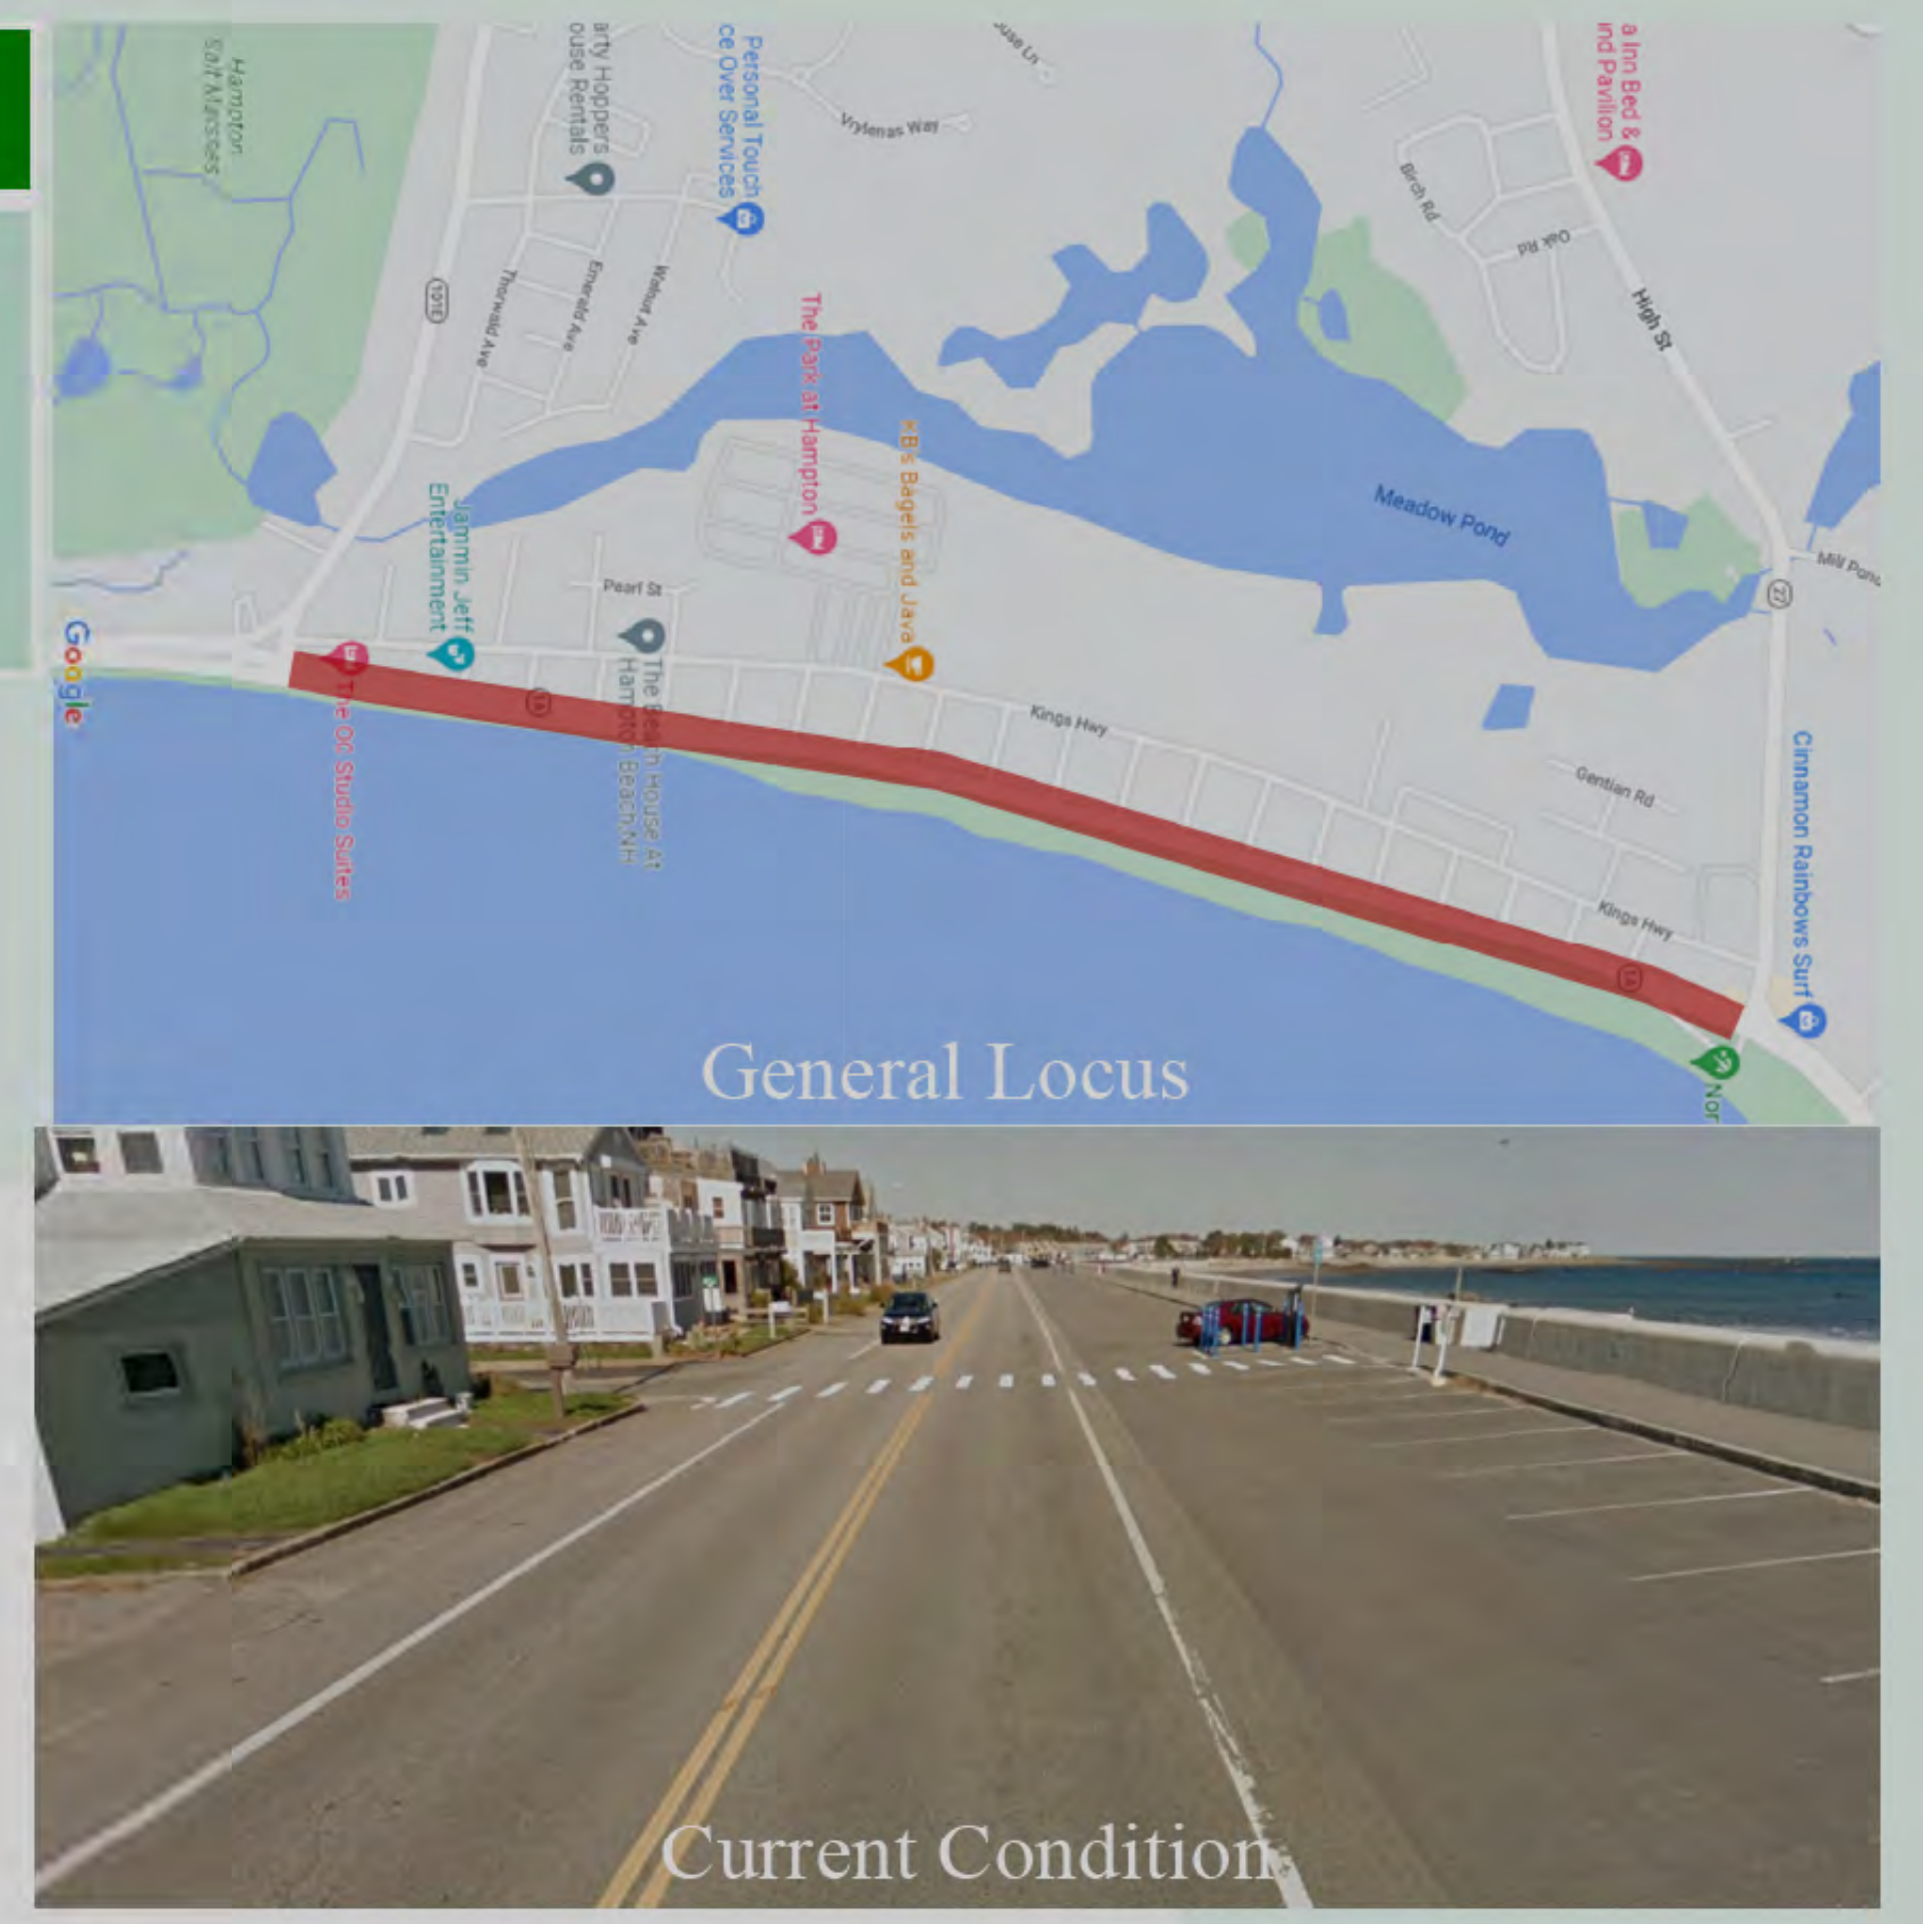 Hampton
Salt Marshes
arty Hoppers
ouse Rentals
Personal Touch
ce Over Services
use Ln
Vrylenas Way
a Inn Bed &
nd Pavilion
Birch Rd
Oak Rd
High St
101E
Thorwald Ave
Emerald Ave
Walnut Ave
The Park at Hampton
KB's Bagels and Java
Meadow Pond
Jammin Jeff
Entertainment
Pearl St
Mill Pond
27
Google
The OC Studio Suites
1A
The Beach House At
Hampton Beach,NH
Kings Hwy
Gentian Rd
Cinnamon Rainbows Surf
Kings Hwy
1A
Nor
General Locus
Current Condition